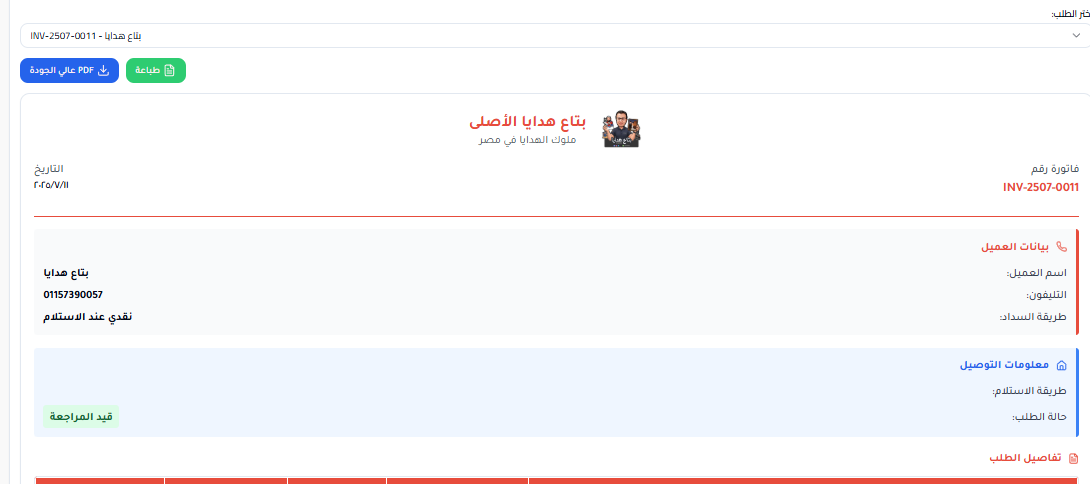 ختر الطلب:
INV-2507-0011 - بتاع هدايا
طباعة
PDF عالي الجودة
بتاع هدايا الأصلى
ملوك الهدايا في مصر
فاتورة رقم
INV-2507-0011
التاريخ
٢٠٢٥/٧/١١
بيانات العميل
اسم العميل:
بتاع هدايا
التليفون:
01157390057
طريقة السداد:
نقدي عند الاستلام
معلومات التوصيل
طريقة الاستلام:
حالة الطلب:
قيد المراجعة
تفاصيل الطلب